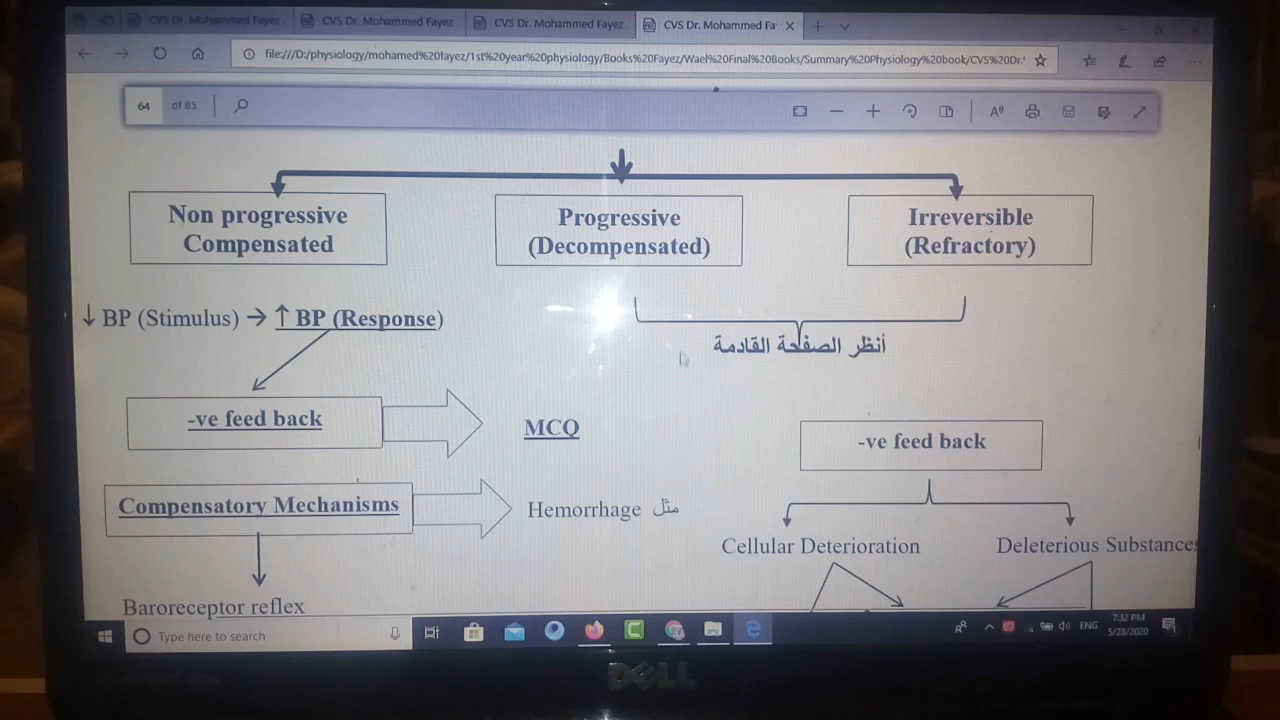 CVS Dr. Mohammed Fayez
CVS Dr. Mohammed Fayez
CVS Dr. Mohammed Fayez
CVS Dr. Mohammed Fa
file:///D:/physiology/mohamed%20fayez/1st%20year%20physiology/Books%20Fayez/Wael%20Final%20Books/Summary%20Physiology%20book/CVS%20Dr.
64 of 85
Non progressive
Compensated
Progressive
(Decompensated)
Irreversible
(Refractory)
↓ BP (Stimulus) → ↑ BP (Response)
أنظر الصفحة القادمة
-ve feed back
MCQ
-ve feed back
Compensatory Mechanisms
Hemorrhage مثل
Cellular Deterioration
Deleterious Substances
Baroreceptor reflex
Type here to search
ENG
7:32 PM
5/28/2020
DELL